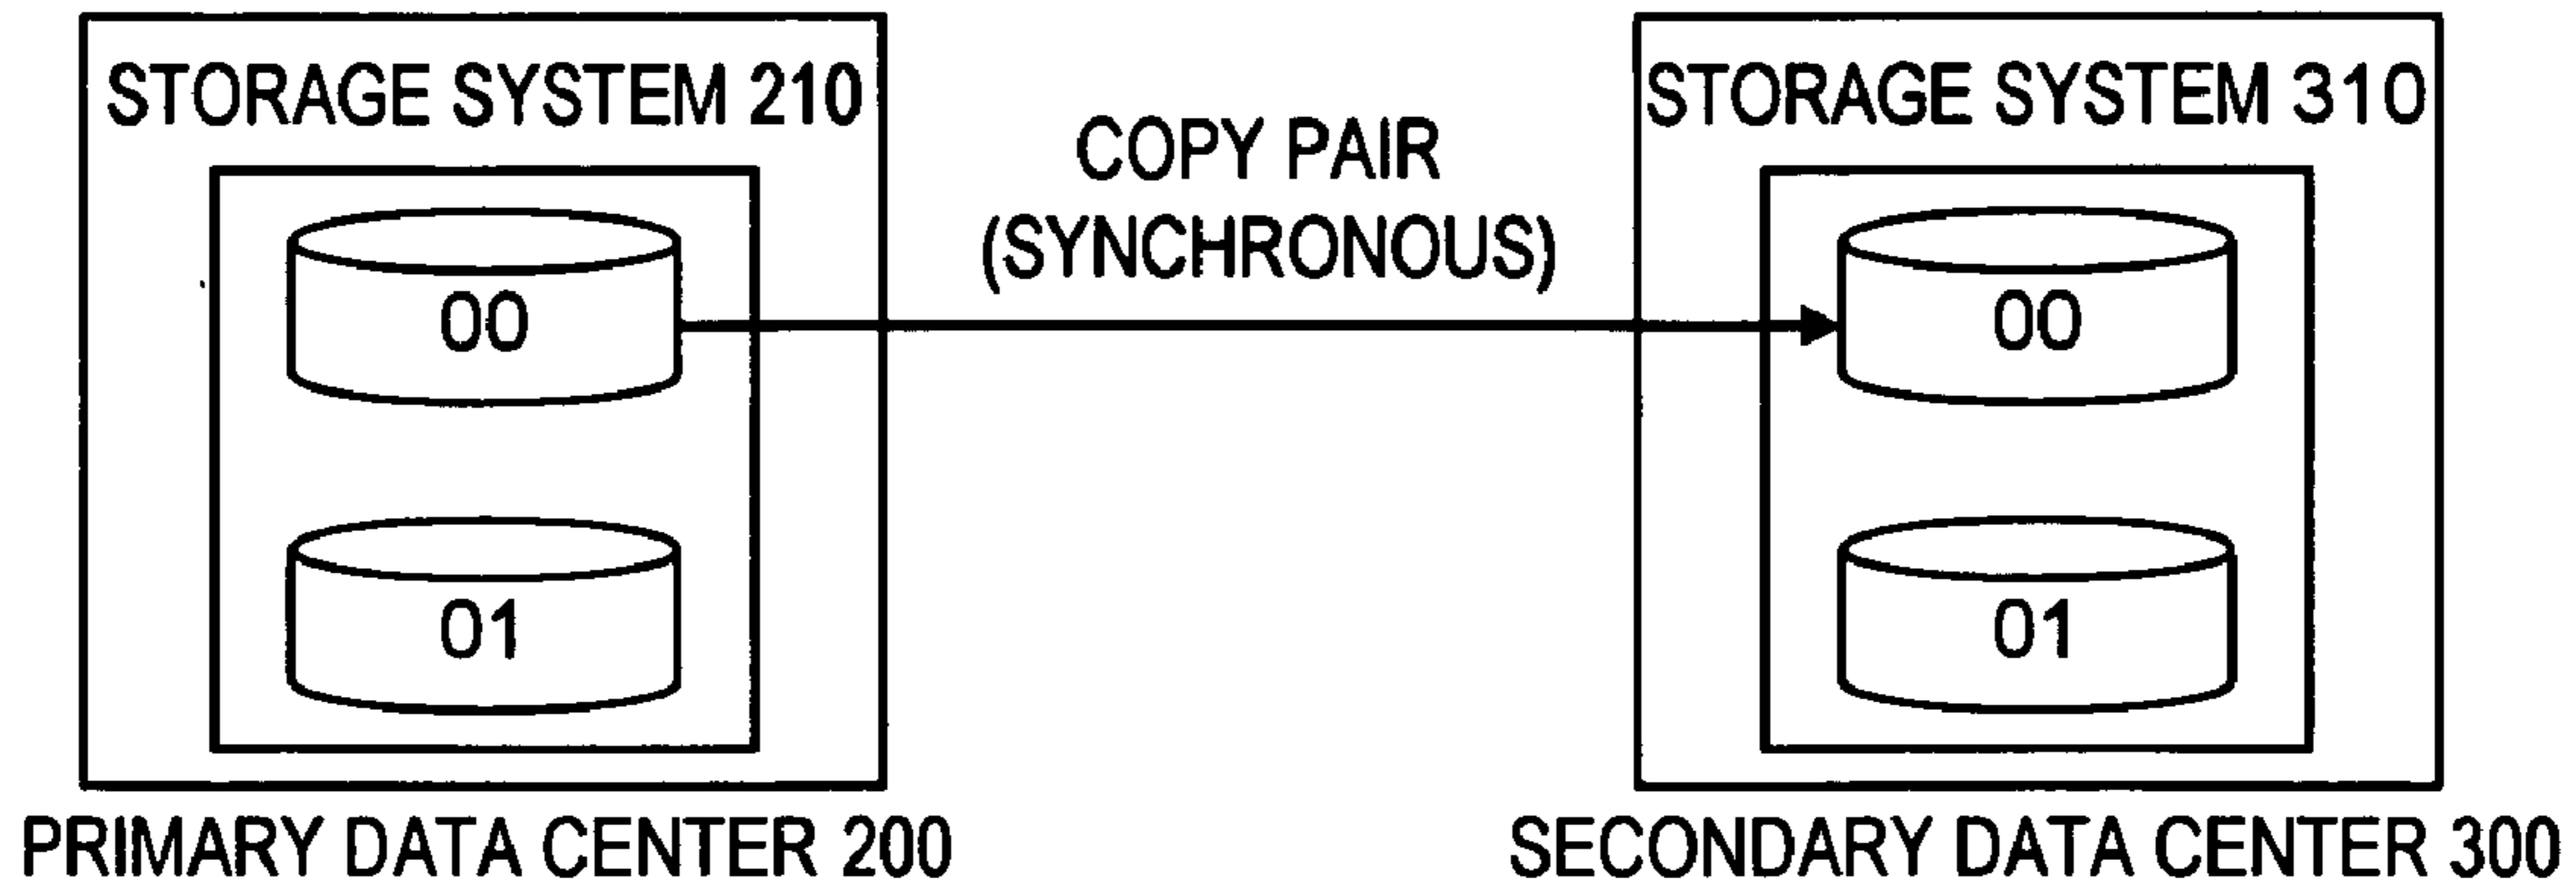 STORAGE SYSTEM 210
STORAGE SYSTEM 310
COPY PAIR
(SYNCHRONOUS)
00
00
01
01
PRIMARY DATA CENTER 200
SECONDARY DATA CENTER 300